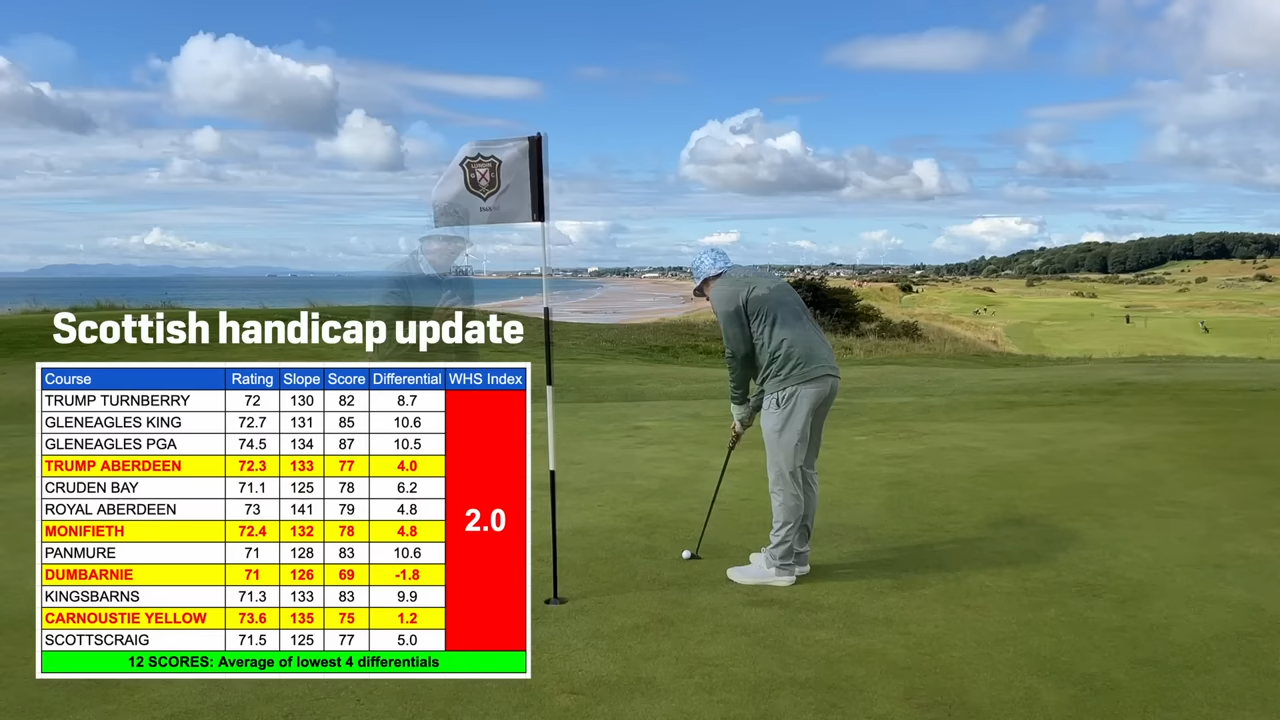 LUNDIN
G C
Scottish handicap update
Course Rating Slope Score Differential WHS Index
TRUMP TURNBERRY 72 130 82 8.7
GLENEAGLES KING 72.7 131 85 10.6
GLENEAGLES PGA 74.5 134 87 10.5
TRUMP ABERDEEN 72.3 133 77 4.0
CRUDEN BAY 71.1 125 78 6.2
ROYAL ABERDEEN 73 141 79 4.8
2.0
MONIFIETH 72.4 132 78 4.8
PANMURE 71 128 83 10.6
DUMBARNIE 71 126 69 -1.8
KINGSBARNS 71.3 133 83 9.9
CARNOUSTIE YELLOW 73.6 135 75 1.2
SCOTTSCRAIG 71.5 125 77 5.0
12 SCORES: Average of lowest 4 differentials